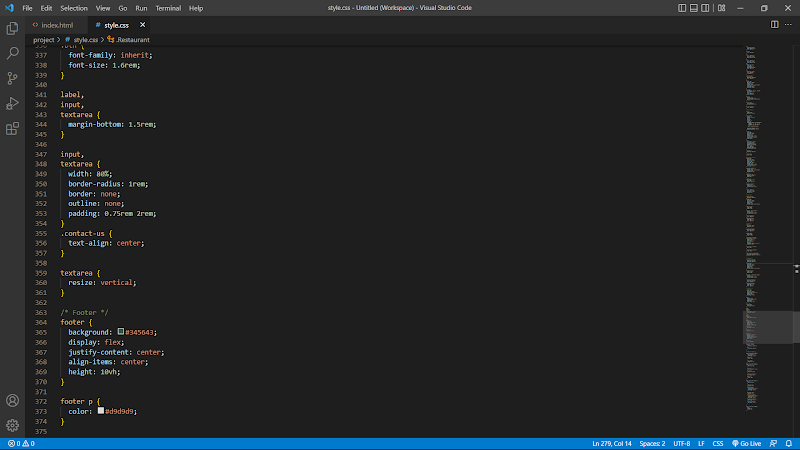 File Edit Selection View Go Run Terminal Help
style.css - Untitled (Workspace) - Visual Studio Code
index.html style.css
project > style.css > .Restaurant
336 .btn {
337 font-family: inherit;
338 font-size: 1.6rem;
339 }
340
341 label,
342 input,
343 textarea {
344 margin-bottom: 1.5rem;
345 }
346
347 input,
348 textarea {
349 width: 80%;
350 border-radius: 1rem;
351 border: none;
352 outline: none;
353 padding: 0.75rem 2rem;
354 }
355 .contact-us {
356 text-align: center;
357 }
358
359 textarea {
360 resize: vertical;
361 }
362
363 /* Footer */
364 footer {
365 background: #345643;
366 display: flex;
367 justify-content: center;
368 align-items: center;
369 height: 10vh;
370 }
371
372 footer p {
373 color: #d9d9d9;
374 }
375
0 0 Ln 279, Col 14 Spaces: 2 UTF-8 LF CSS Go Live